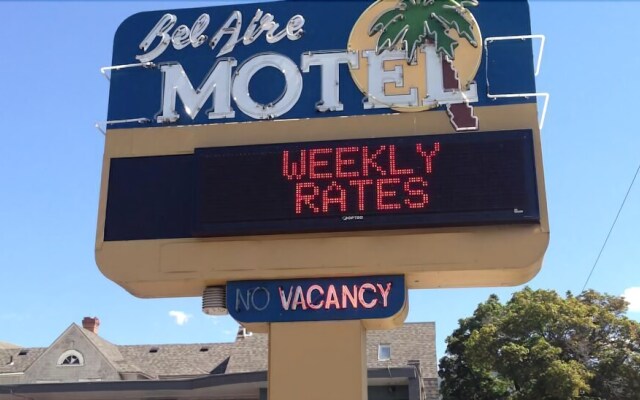 Bel Aire
MOTEL
WEEKLY
RATES
NO VACANCY